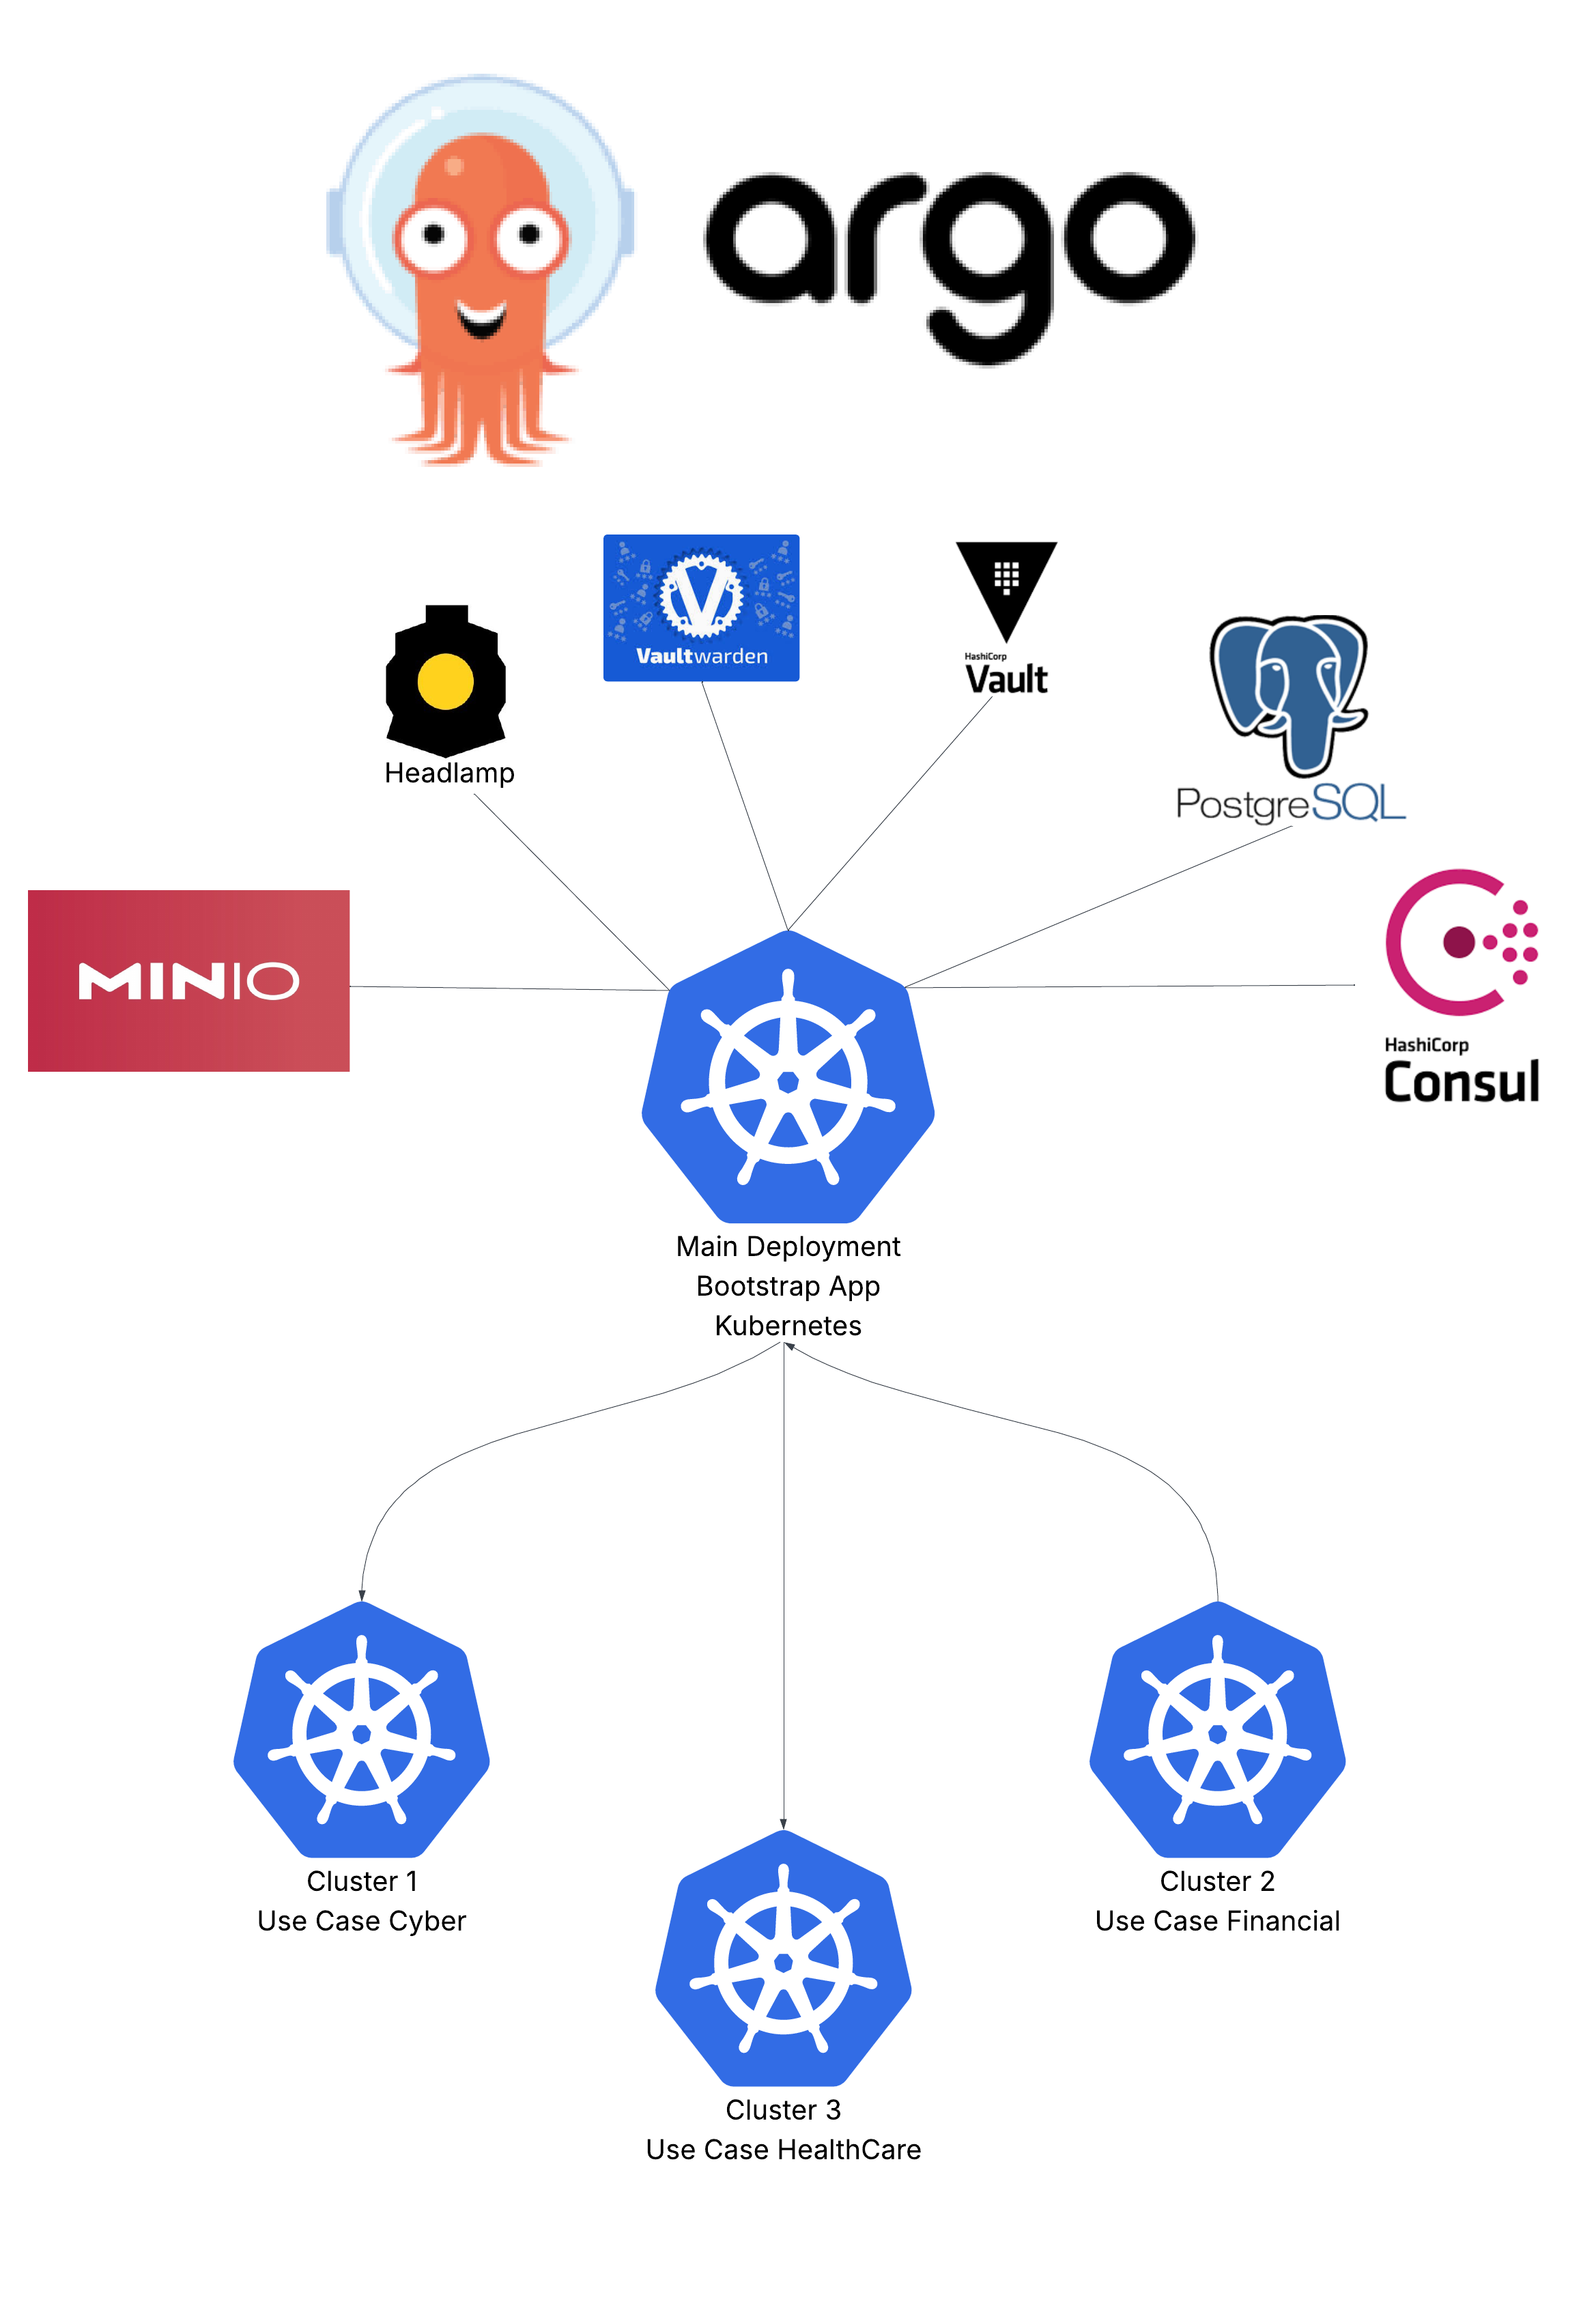 argo
Vaultwarden
HashiCorp
Vault
Headlamp
PostgreSQL
MINIO
HashiCorp
Consul
Main Deployment
Bootstrap App
Kubernetes
Cluster 1
Use Case Cyber
Cluster 2
Use Case Financial
Cluster 3
Use Case HealthCare